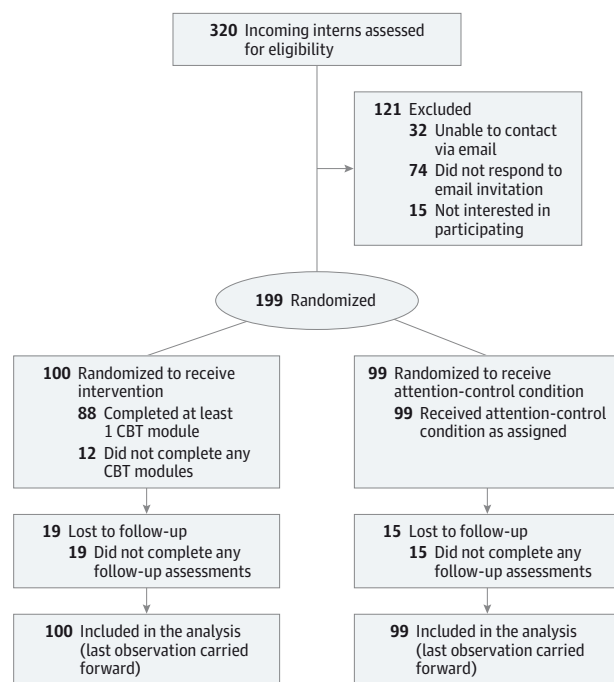 320 Incoming interns assessed
for eligibility
121 Excluded
32 Unable to contact
via email
74 Did not respond to
email invitation
15 Not interested in
participating
199 Randomized
100 Randomized to receive
intervention
88 Completed at least
1 CBT module
12 Did not complete any
CBT modules
99 Randomized to receive
attention-control condition
99 Received attention-control
condition as assigned
19 Lost to follow-up
19 Did not complete any
follow-up assessments
15 Lost to follow-up
15 Did not complete any
follow-up assessments
100 Included in the analysis
(last observation carried
forward)
99 Included in the analysis
(last observation carried
forward)